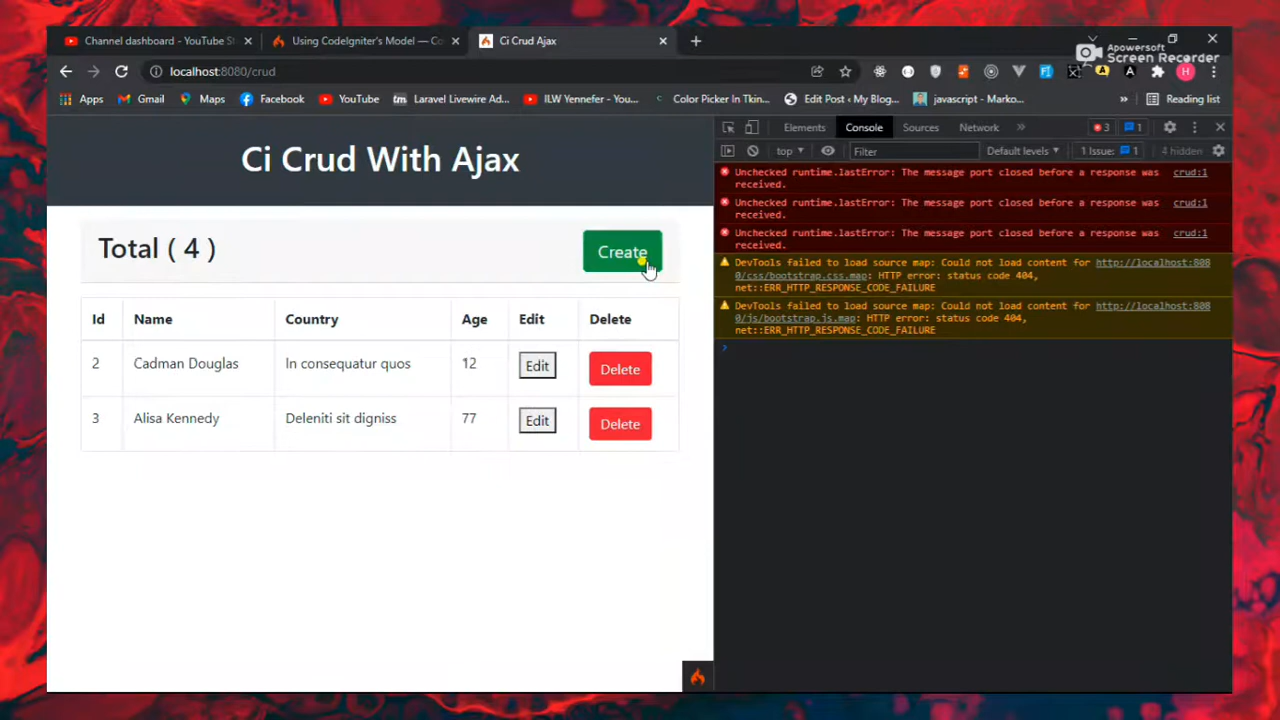 Channel dashboard - YouTube St
Using CodeIgniter's Model — Co
Ci Crud Ajax
Apowersoft
Screen Recorder
localhost:8080/crud
Apps
Gmail
Maps
Facebook
YouTube
Laravel Livewire Ad...
ILW Yennefer - You...
Color Picker In Tkin...
Edit Post ‹ My Blog...
javascript - Marko...
»
Reading list
Ci Crud With Ajax
Total ( 4 )
Create
Id Name Country Age Edit Delete
2 Cadman Douglas In consequatur quos 12 Edit Delete
3 Alisa Kennedy Deleniti sit digniss 77 Edit Delete
Elements Console Sources Network » 3 1
top Filter Default levels 1 Issue: 1 4 hidden
Unchecked runtime.lastError: The message port closed before a response was crud:1
received.
Unchecked runtime.lastError: The message port closed before a response was crud:1
received.
Unchecked runtime.lastError: The message port closed before a response was crud:1
received.
DevTools failed to load source map: Could not load content for http://localhost:808
0/css/bootstrap.css.map: HTTP error: status code 404,
net::ERR_HTTP_RESPONSE_CODE_FAILURE
DevTools failed to load source map: Could not load content for http://localhost:808
0/js/bootstrap.js.map: HTTP error: status code 404,
net::ERR_HTTP_RESPONSE_CODE_FAILURE